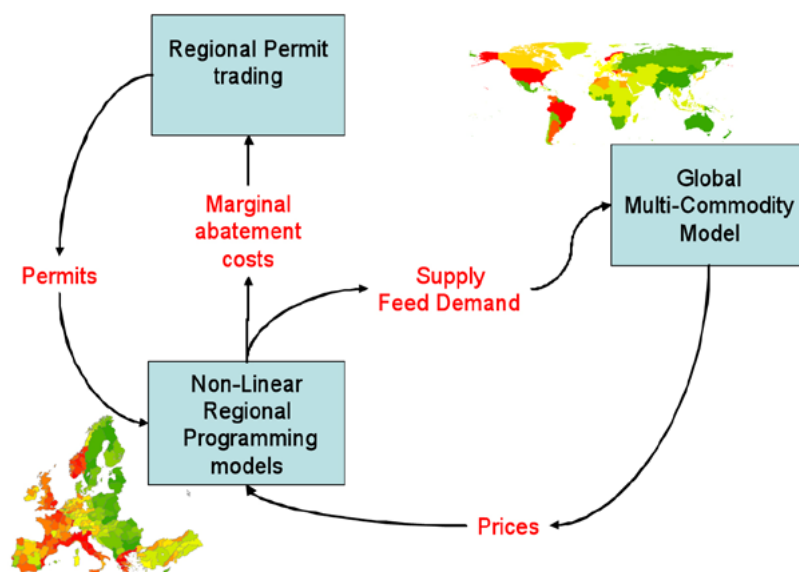 Regional Permit
trading
Global
Multi-Commodity
Model
Marginal
abatement
costs
Permits
Supply
Feed Demand
Non-Linear
Regional
Programming
models
Prices